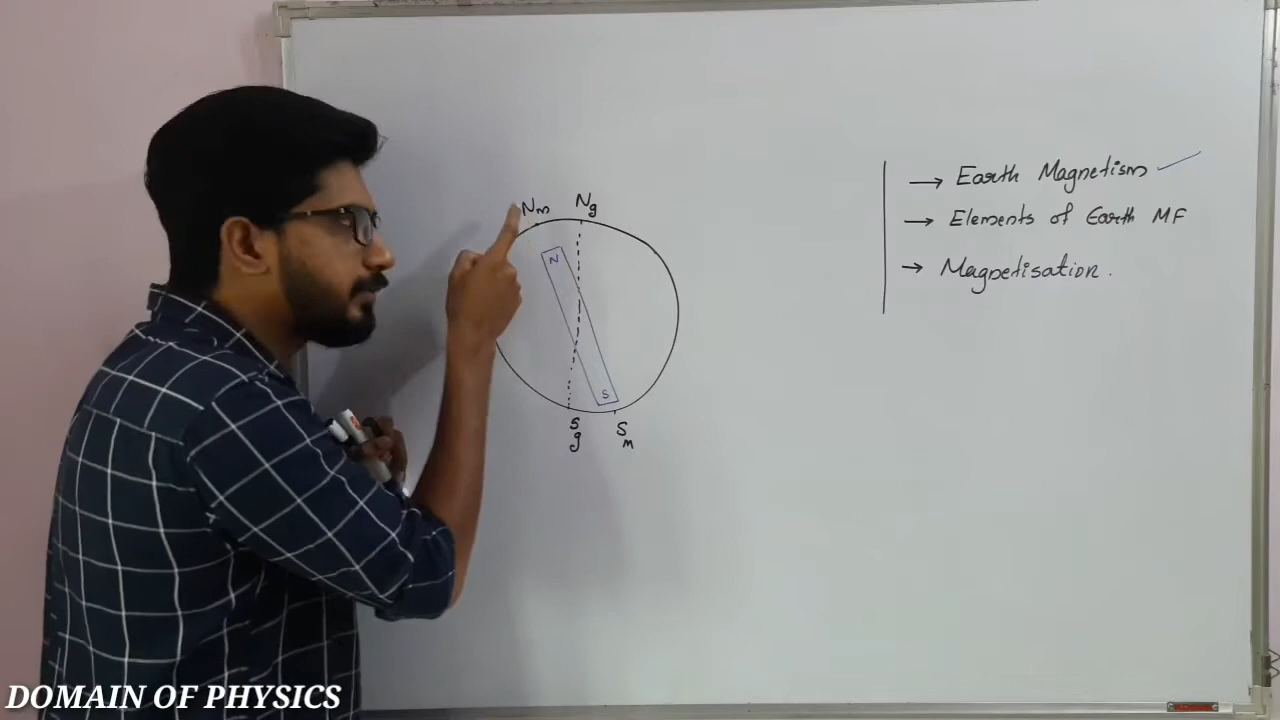 Nm Ng
N
S
Sg Sm
→ Earth Magnetism ✓
→ Elements of Earth MF
→ Magnetisation.
DOMAIN OF PHYSICS